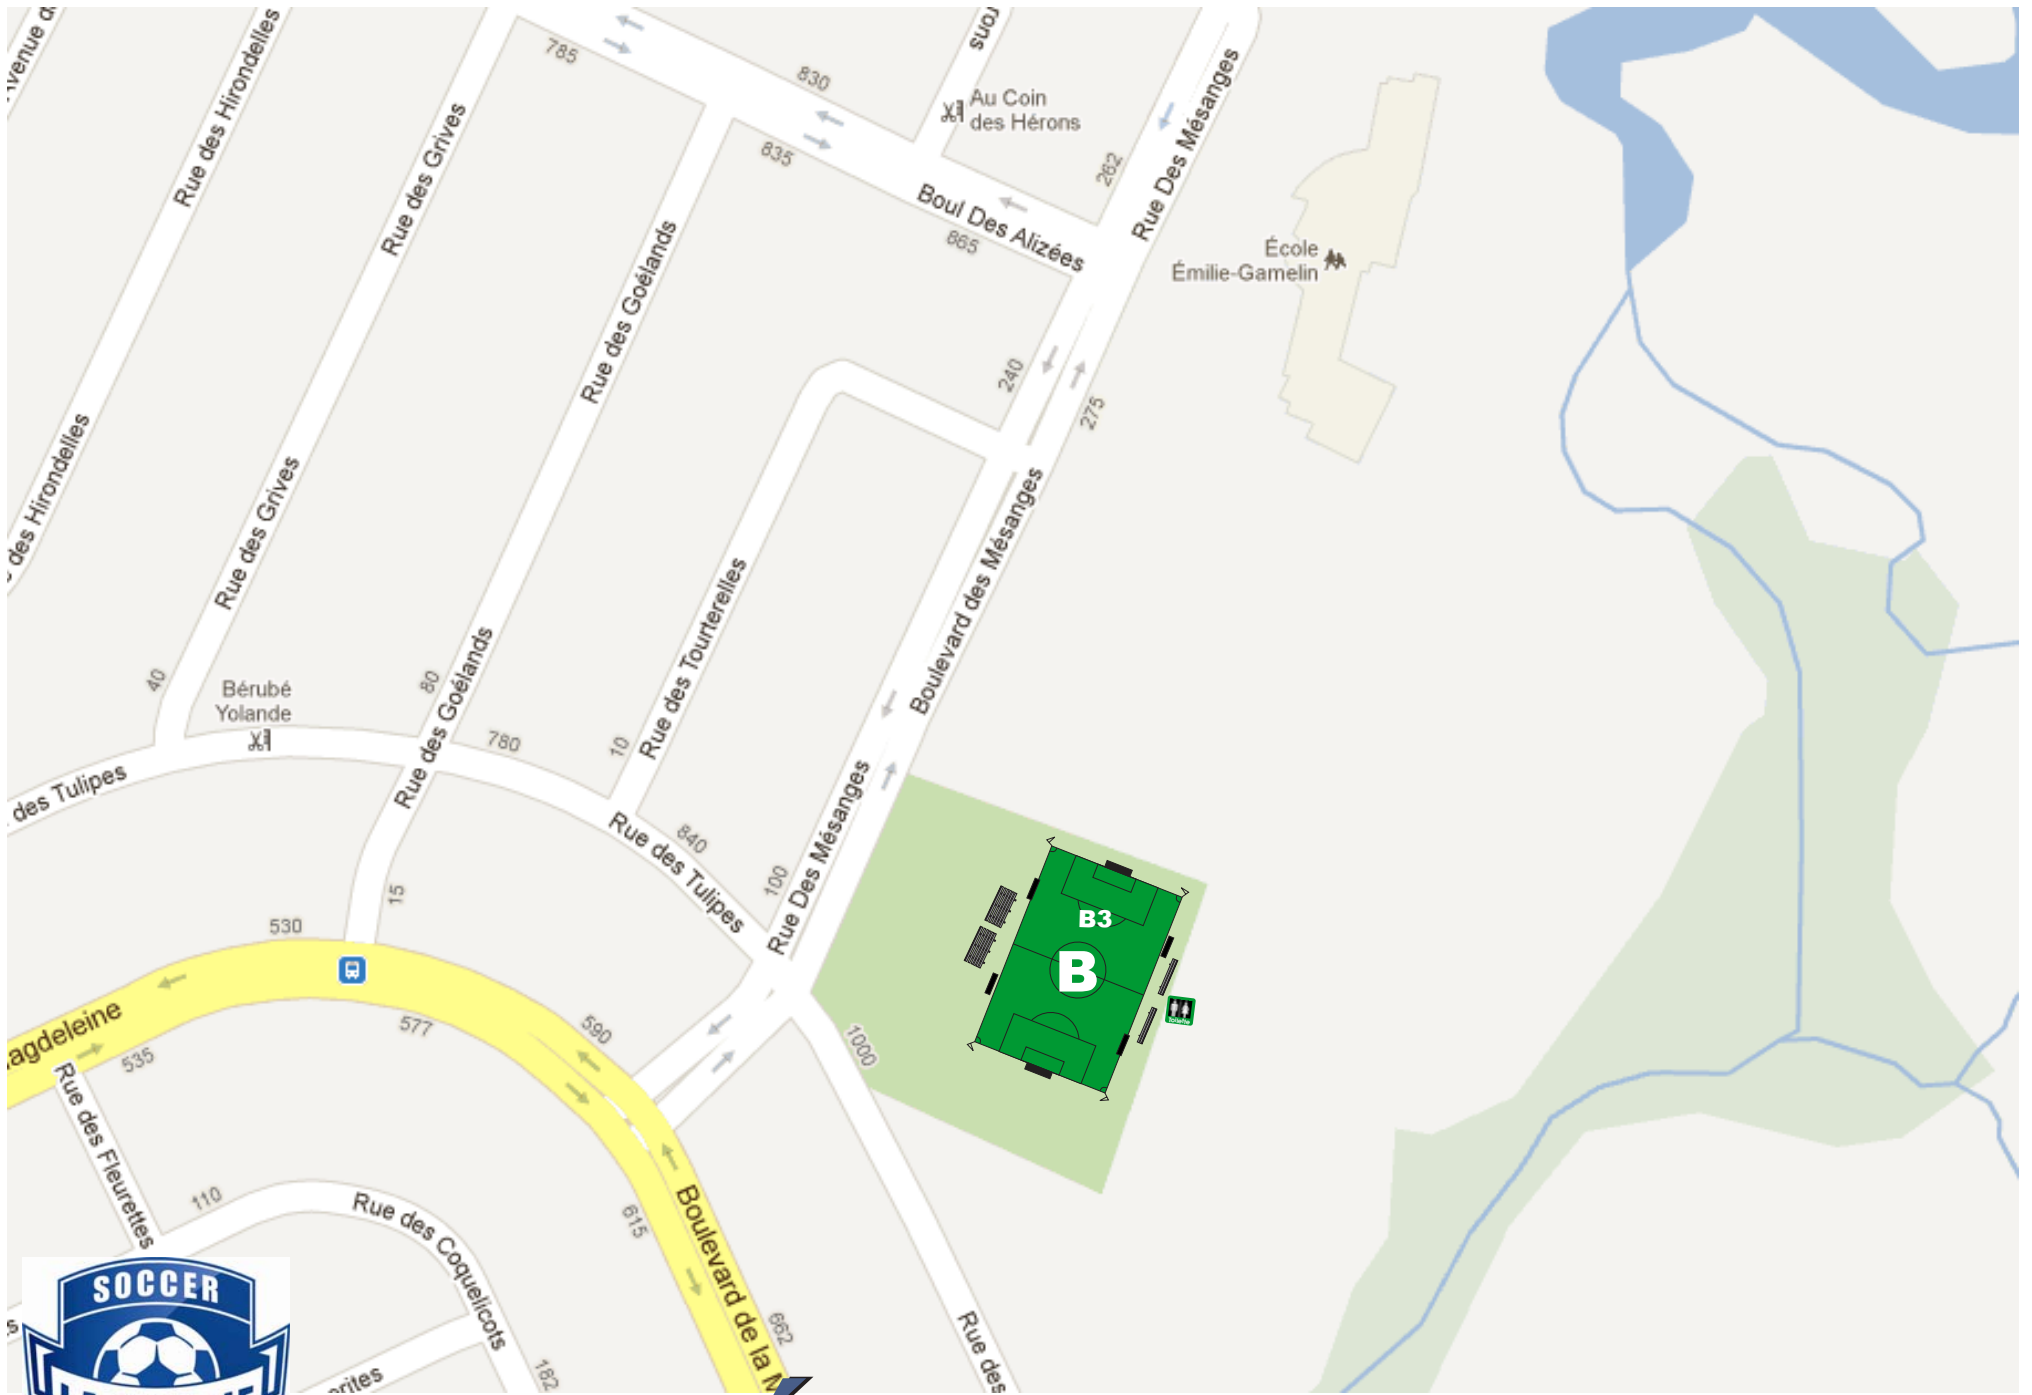 Rue des Hirondelles
Rue des Grives
785
830
Au Coin
des Hérons
835
262
Rue Des Mésanges
Boul Des Alizées
865
École
Émilie-Gamelin
Rue des Goélands
240
275
des Hirondelles
Rue des Grives
Boulevard des Mésanges
Rue des Tourterelles
40
Bérubé
Yolande
80
Rue des Goélands
780
10
des Tulipes
Rue des Tulipes
840
100
Rue Des Mésanges
15
530
B3
B
Toilette
577
590
535
1000
Rue des Fleurettes
110
Rue des Coquelicots
615
Boulevard de la M
662
Rue des
182
SOCCER